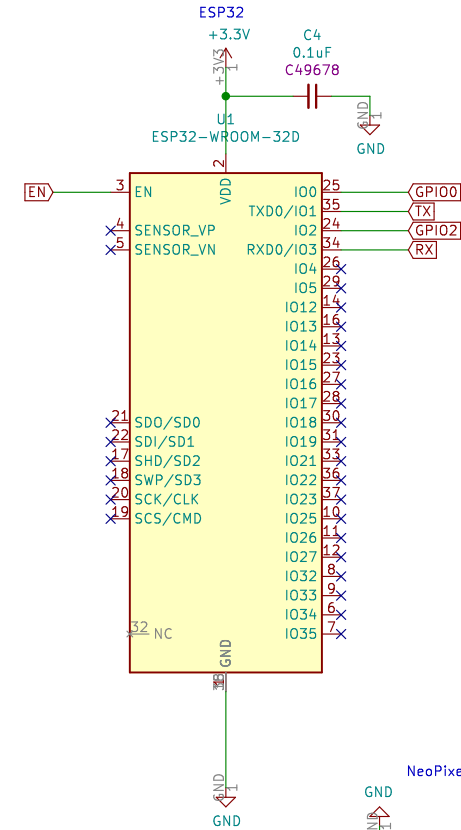 ESP32
+3.3V
+3V3
1
C4
0.1uF
C49678
GND
1
GND
U1
ESP32-WROOM-32D
2
VDD
EN
3
EN
4
SENSOR_VP
5
SENSOR_VN
IO0
25
GPIO0
TXD0/IO1
35
TX
IO2
24
GPIO2
RXD0/IO3
34
RX
IO4
26
IO5
29
IO12
14
IO13
16
IO14
13
IO15
23
IO16
27
IO17
28
21
SDO/SD0
IO18
30
22
SDI/SD1
IO19
31
17
SHD/SD2
IO21
33
18
SWP/SD3
IO22
36
20
SCK/CLK
IO23
37
19
SCS/CMD
IO25
10
IO26
11
IO27
12
IO32
8
IO33
9
IO34
6
IO35
7
32
NC
GND
GND
1
GND
NeoPixe
GND
1